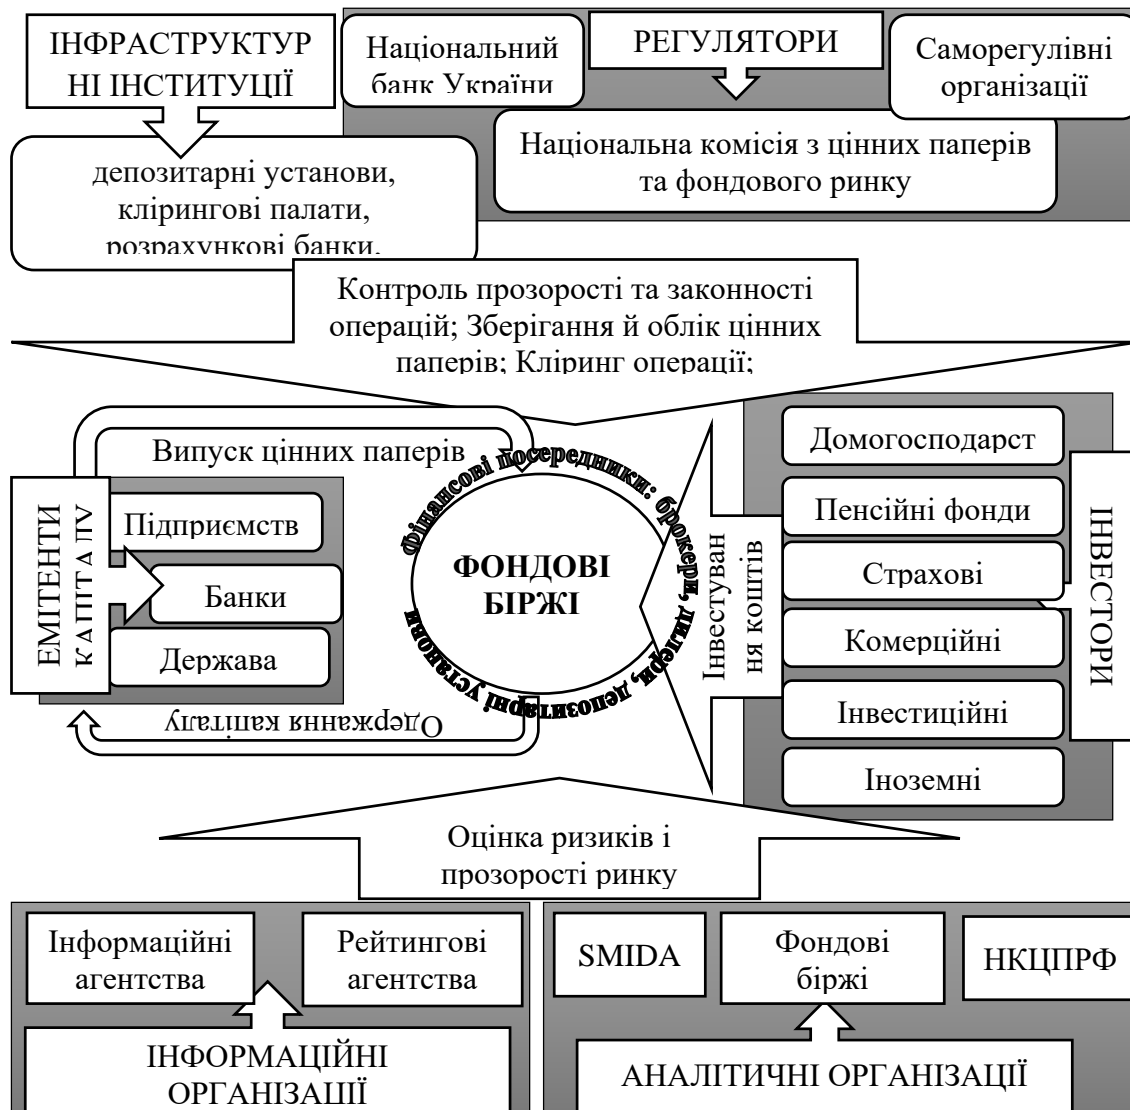 ІНФРАСТРУКТУР
НІ ІНСТИТУЦІЇ
депозитарні установи,
клірингові палати,
розрахункові банки.
Національний
банк України
РЕГУЛЯТОРИ
Саморегулівні
організації
Національна комісія з цінних паперів
та фондового ринку
Контроль прозорості та законності
операцій; Зберігання й облік цінних
паперів; Кліринг операції;
Випуск цінних паперів
ЕМІТЕНТИ
КАПІТАЛУ
Підприємств
Банки
Держава
Одержання капіталу
Фінансові посередники: брокери, дилери, депозитарні установи
ФОНДОВІ
БІРЖІ
Інвестуван
ня коштів
Домогосподарст
Пенсійні фонди
Страхові
Комерційні
Інвестиційні
Іноземні
ІНВЕСТОРИ
Оцінка ризиків і
прозорості ринку
Інформаційні
агентства
Рейтингові
агентства
ІНФОРМАЦІЙНІ
ОРГАНІЗАЦІЇ
SMIDA
Фондові
біржі
НКЦПРФ
АНАЛІТИЧНІ ОРГАНІЗАЦІЇ